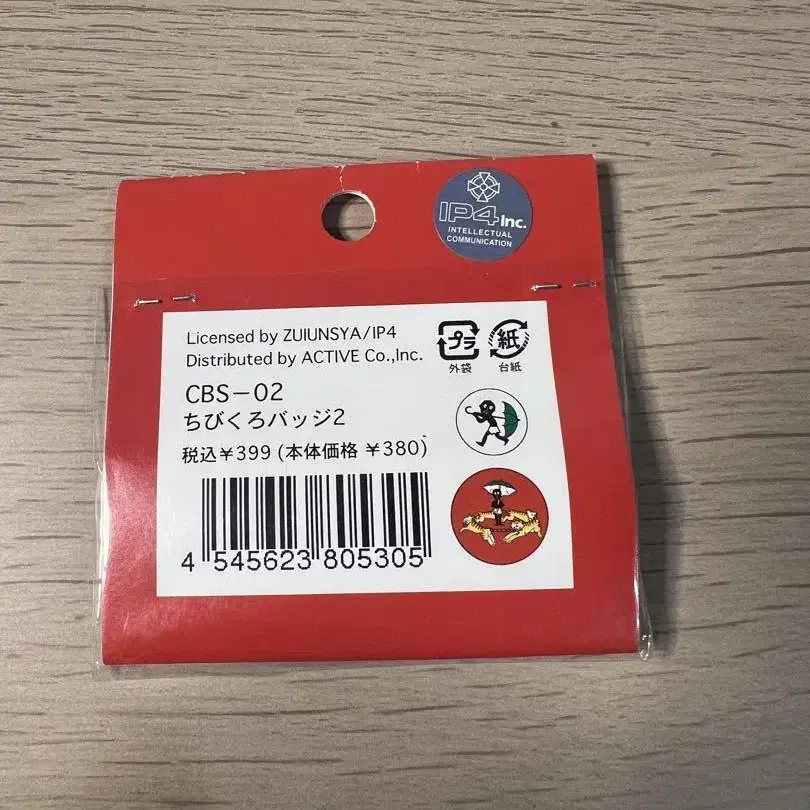 IP4 Inc.
INTELLECTUAL
COMMUNICATION
Licensed by ZUIUNSYA/IP4
Distributed by ACTIVE Co.,Inc.
プラ 紙
外袋 台紙
CBS-02
ちびくろバッジ2
税込¥399 (本体価格 ¥380)
4 545623 805305